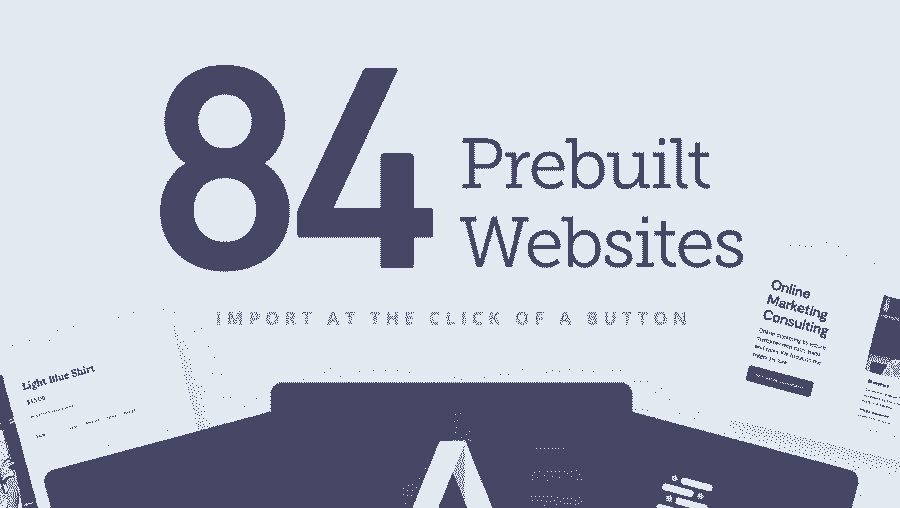 84
Prebuilt
Websites
IMPORT AT THE CLICK OF A BUTTON
Online
Marketing
Consulting
Light Blue Shirt